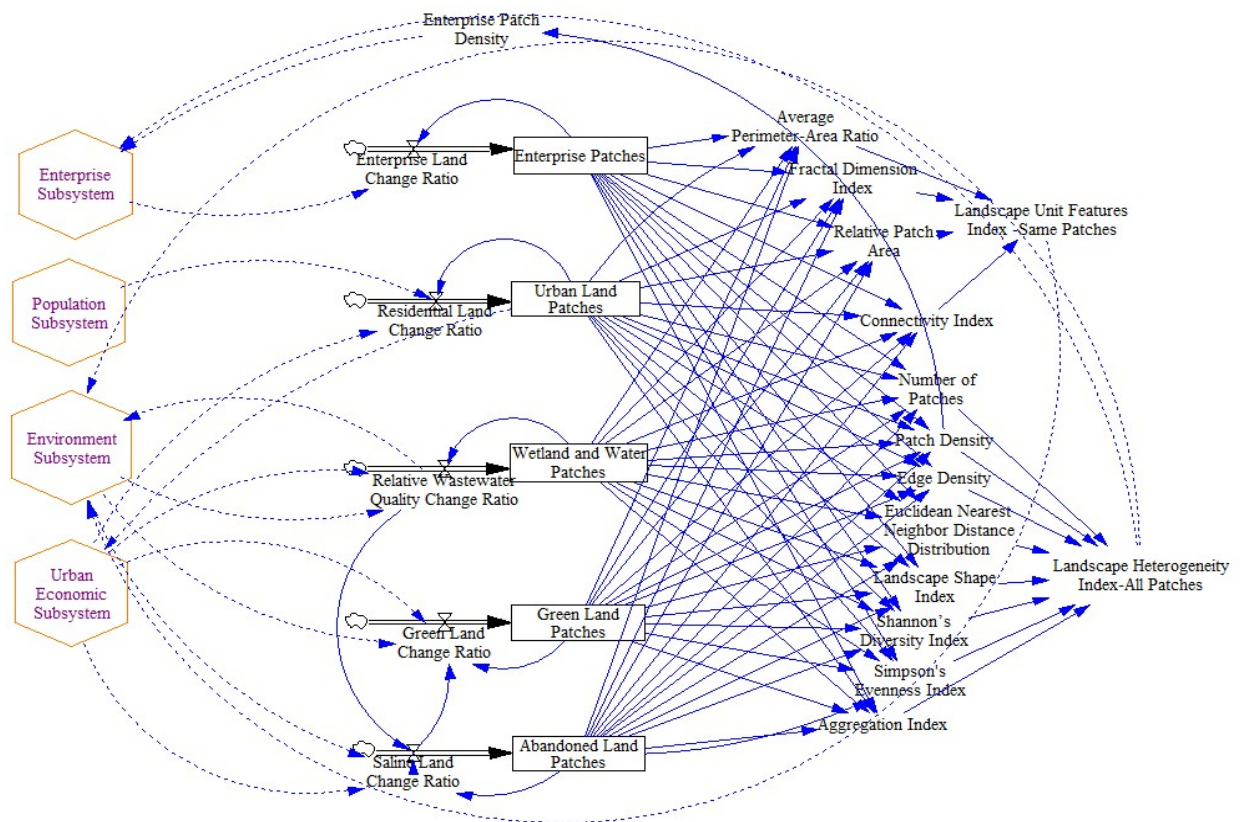 Enterprise Patch
Density
Enterprise
Subsystem
Population
Subsystem
Environment
Subsystem
Urban
Economic
Subsystem
Enterprise Land
Change Ratio
Residential Land
Change Ratio
Relative Wastewater
Quality Change Ratio
Green Land
Change Ratio
Saline Land
Change Ratio
Enterprise Patches
Urban Land
Patches
Wetland and Water
Patches
Green Land
Patches
Abandoned Land
Patches
Average
Perimeter-Area Ratio
Fractal Dimension
Index
Relative Patch
Area
Connectivity Index
Number of
Patches
Patch Density
Edge Density
Euclidean Nearest
Neighbor Distance
Distribution
Landscape Shape
Index
Shannon's
Diversity Index
Simpson's
Evenness Index
Aggregation Index
Landscape Unit Features
Index -Same Patches
Landscape Heterogeneity
Index-All Patches